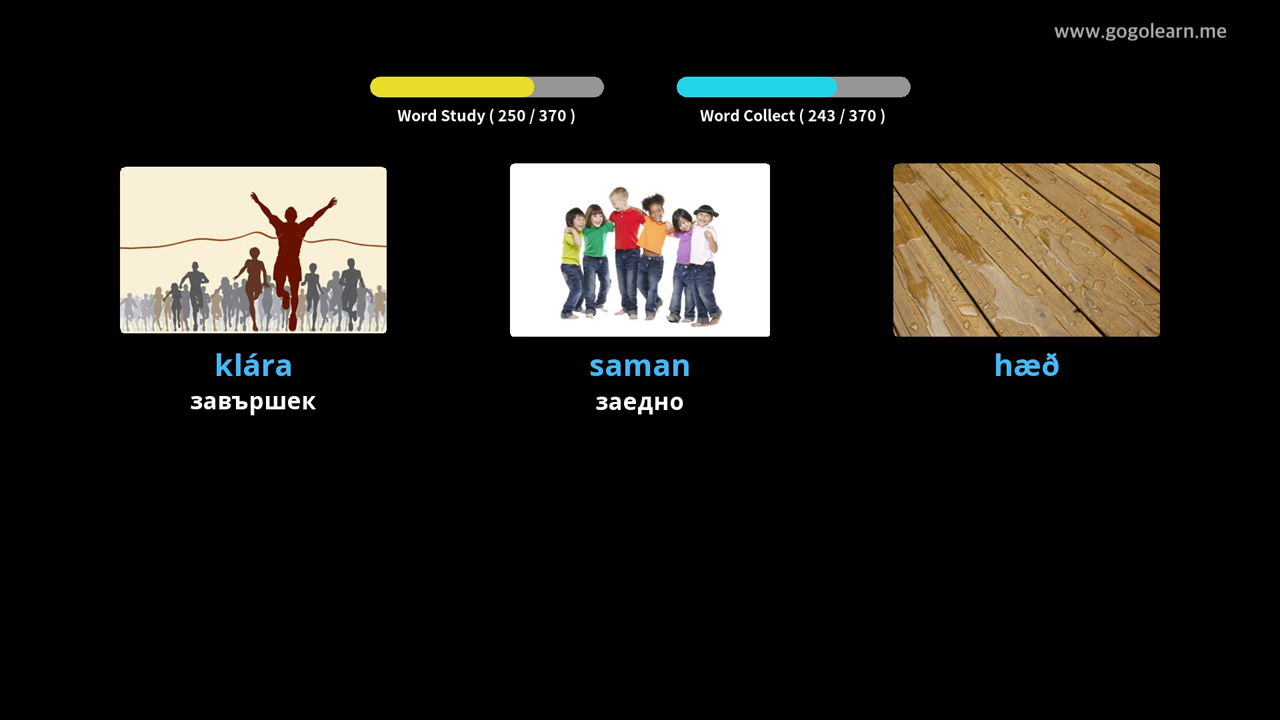 www.gogolearn.me
Word Study ( 250 / 370 )
Word Collect ( 243 / 370 )
klára
завършек
saman
заедно
hæð